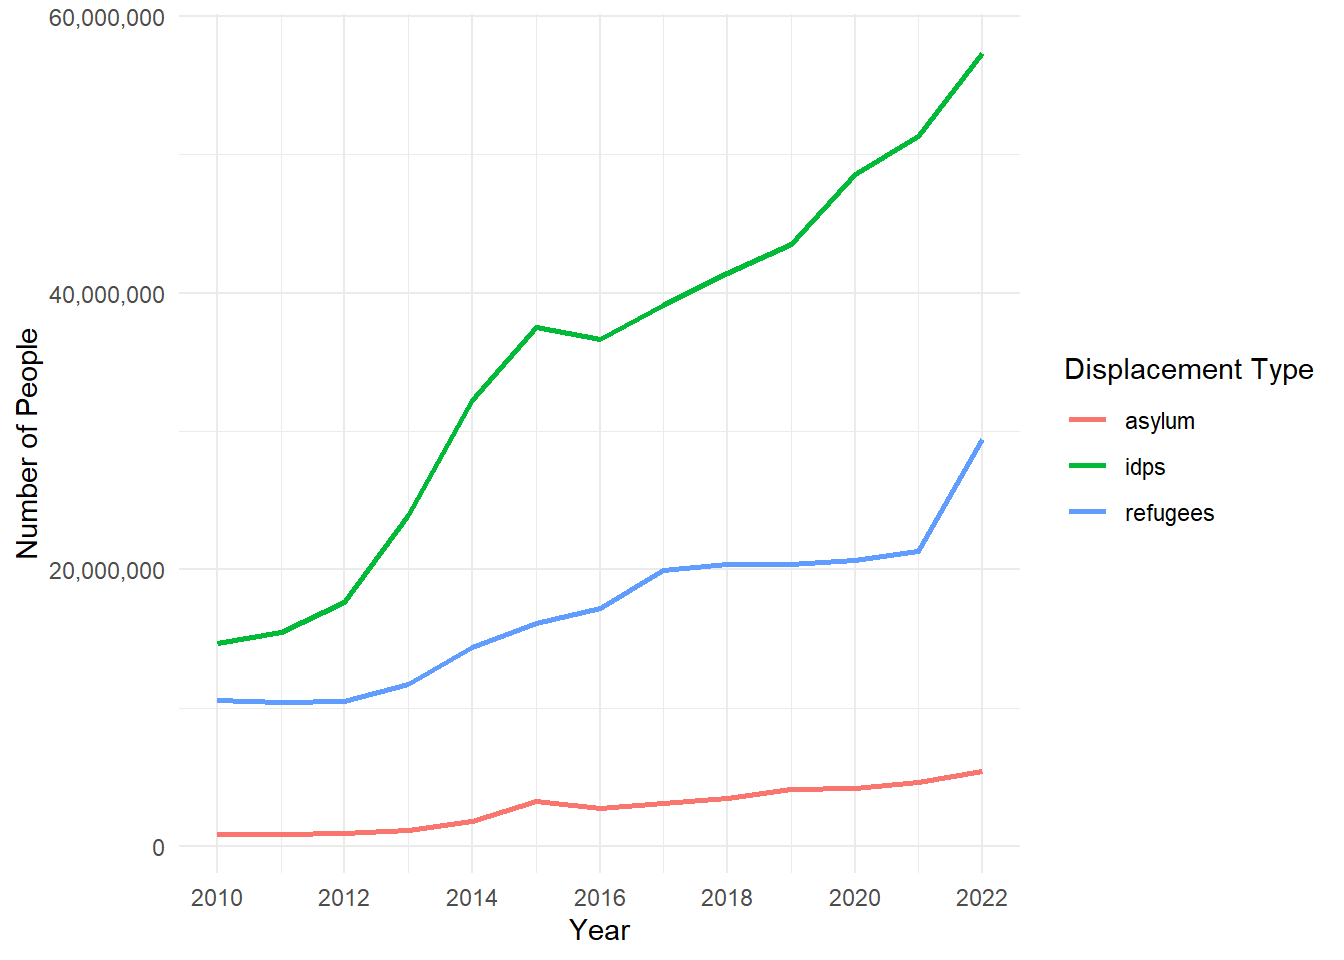 60,000,000
40,000,000
20,000,000
0
Number of People
2010 2012 2014 2016 2018 2020 2022
Year
Displacement Type
asylum
idps
refugees